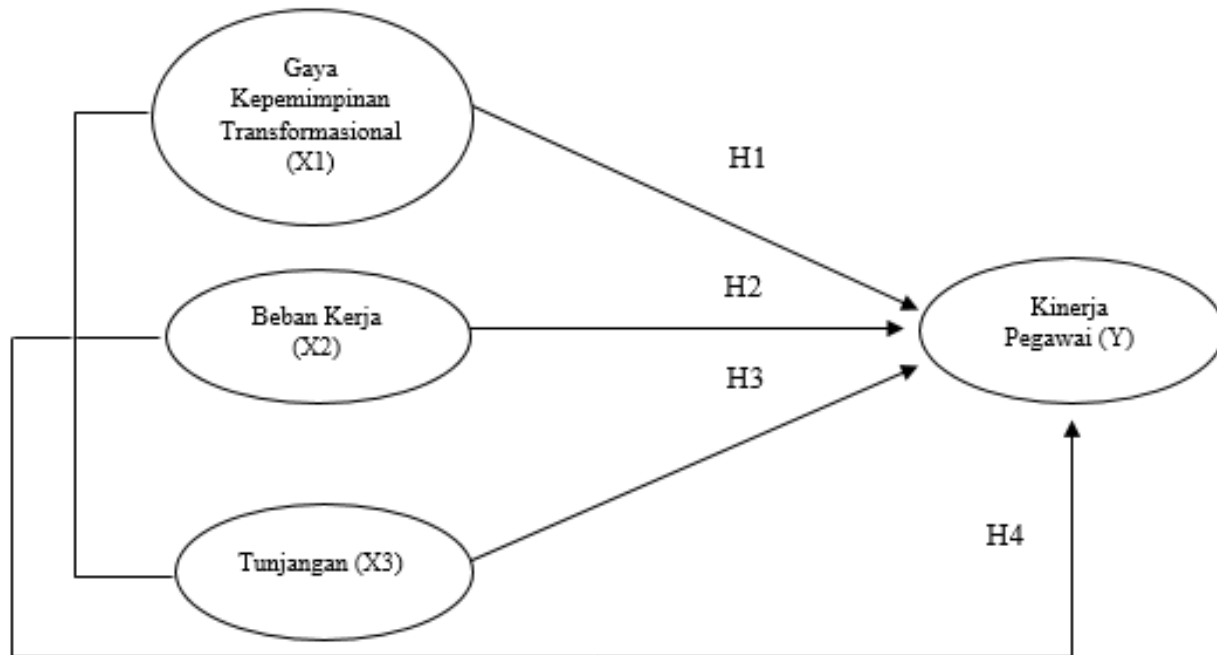 Gaya
Kepemimpinan
Transformasional
(X1)
H1
H2
Beban Kerja
(X2)
Kinerja
Pegawai (Y)
H3
H4
Tunjangan (X3)